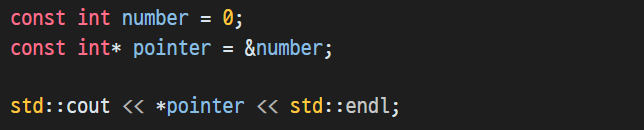 const int number = 0;
const int* pointer = &number;
std::cout << *pointer << std::endl;